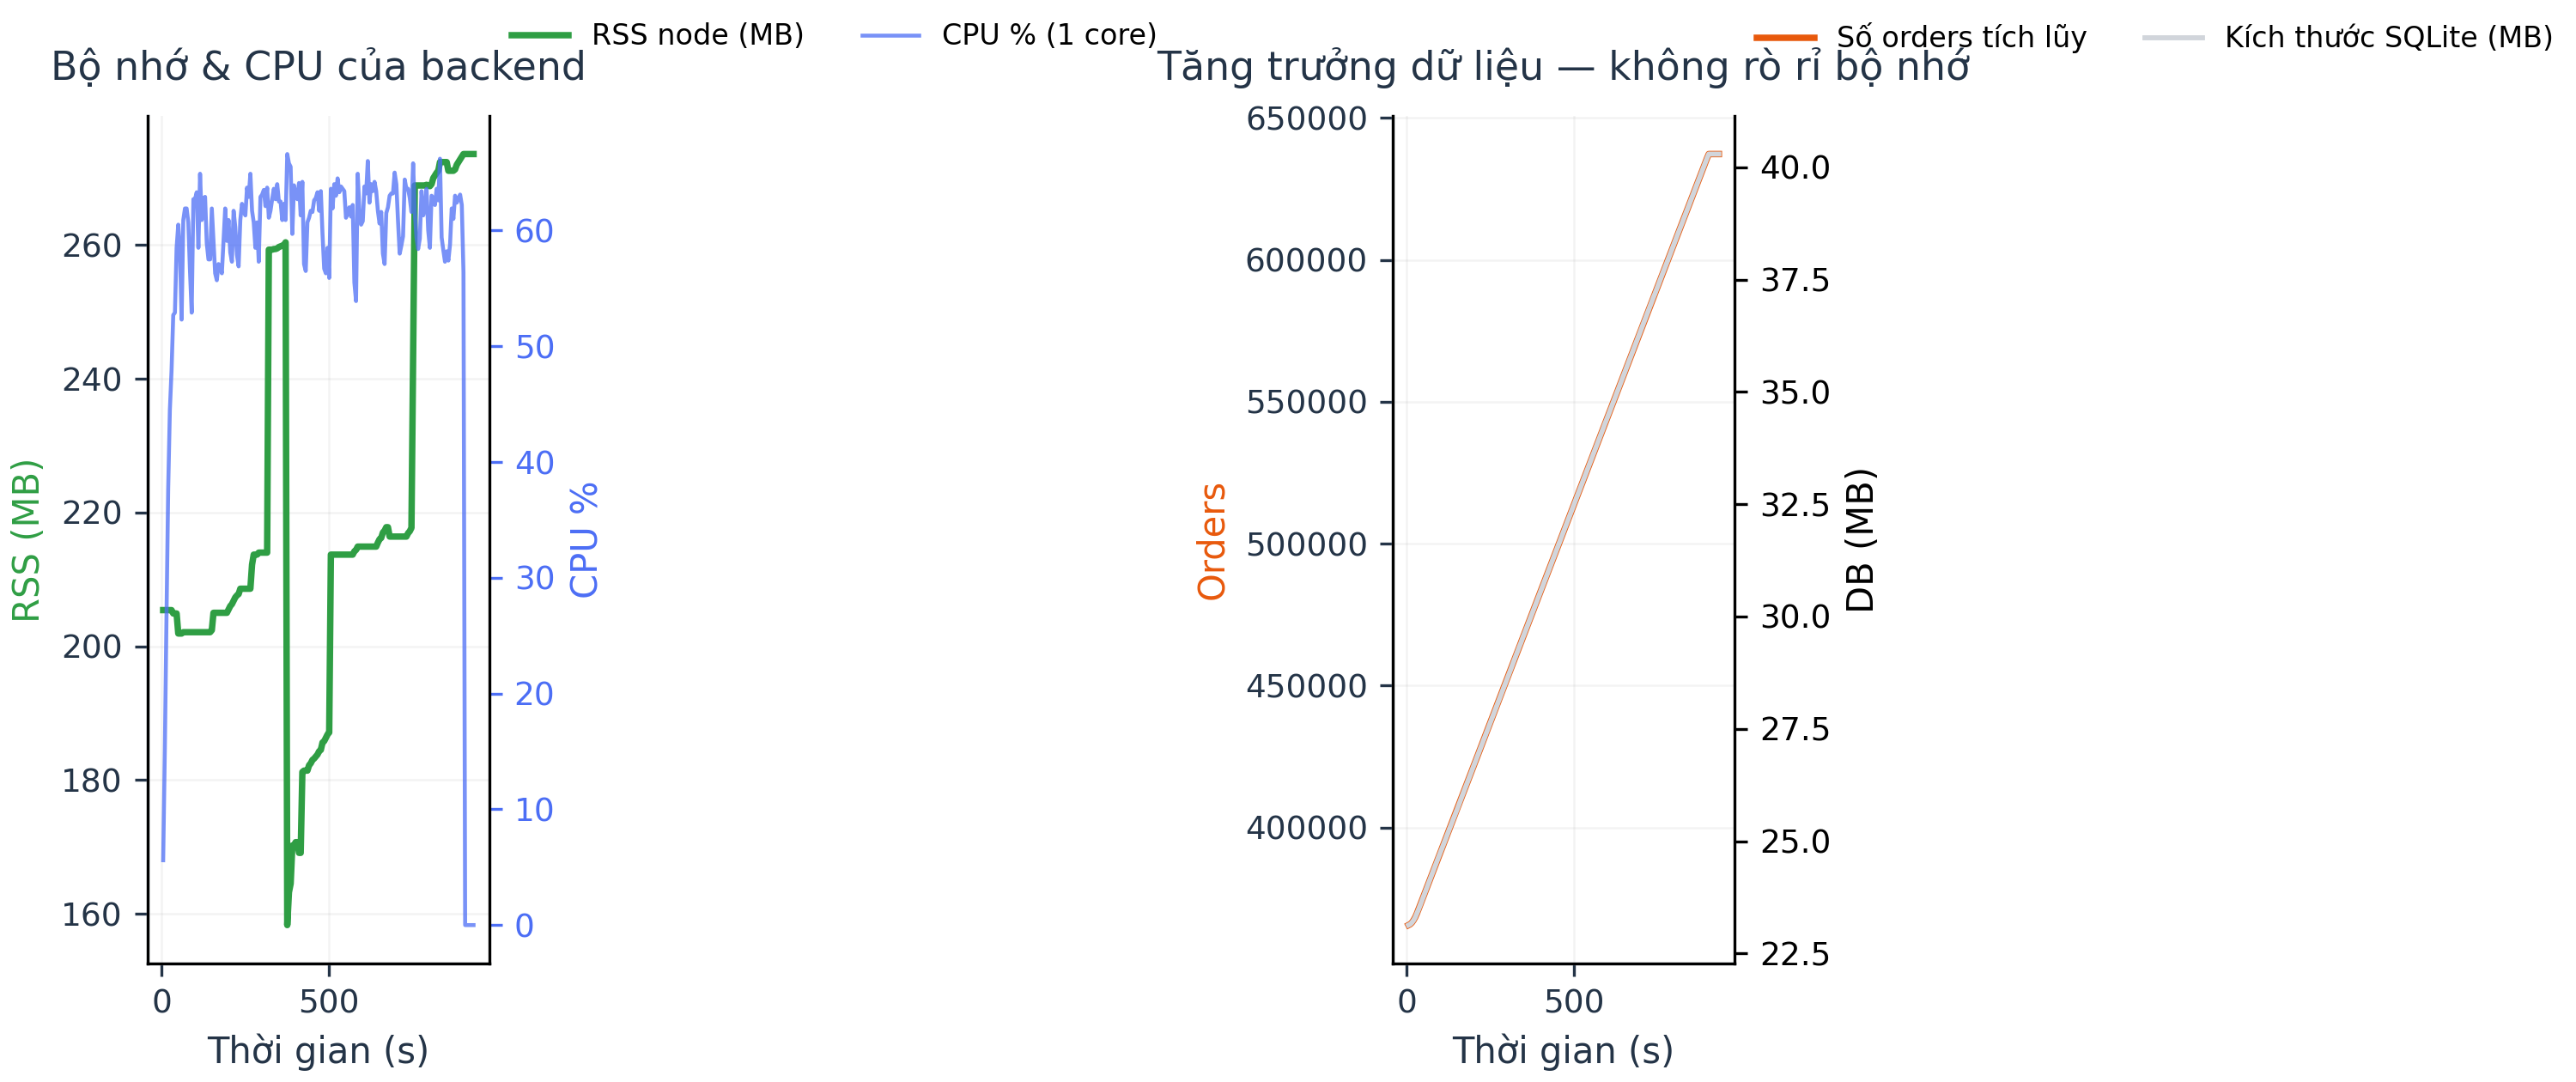 RSS node (MB)
CPU % (1 core)
Bộ nhớ & CPU của backend
260
240
220
200
180
160
RSS (MB)
60
50
40
30
20
10
0
CPU %
0
500
Thời gian (s)
Số orders tích lũy
Kích thước SQLite (MB)
Tăng trưởng dữ liệu — không rò rỉ bộ nhớ
650000
600000
550000
500000
450000
400000
Orders
40.0
37.5
35.0
32.5
30.0
27.5
25.0
22.5
DB (MB)
0
500
Thời gian (s)